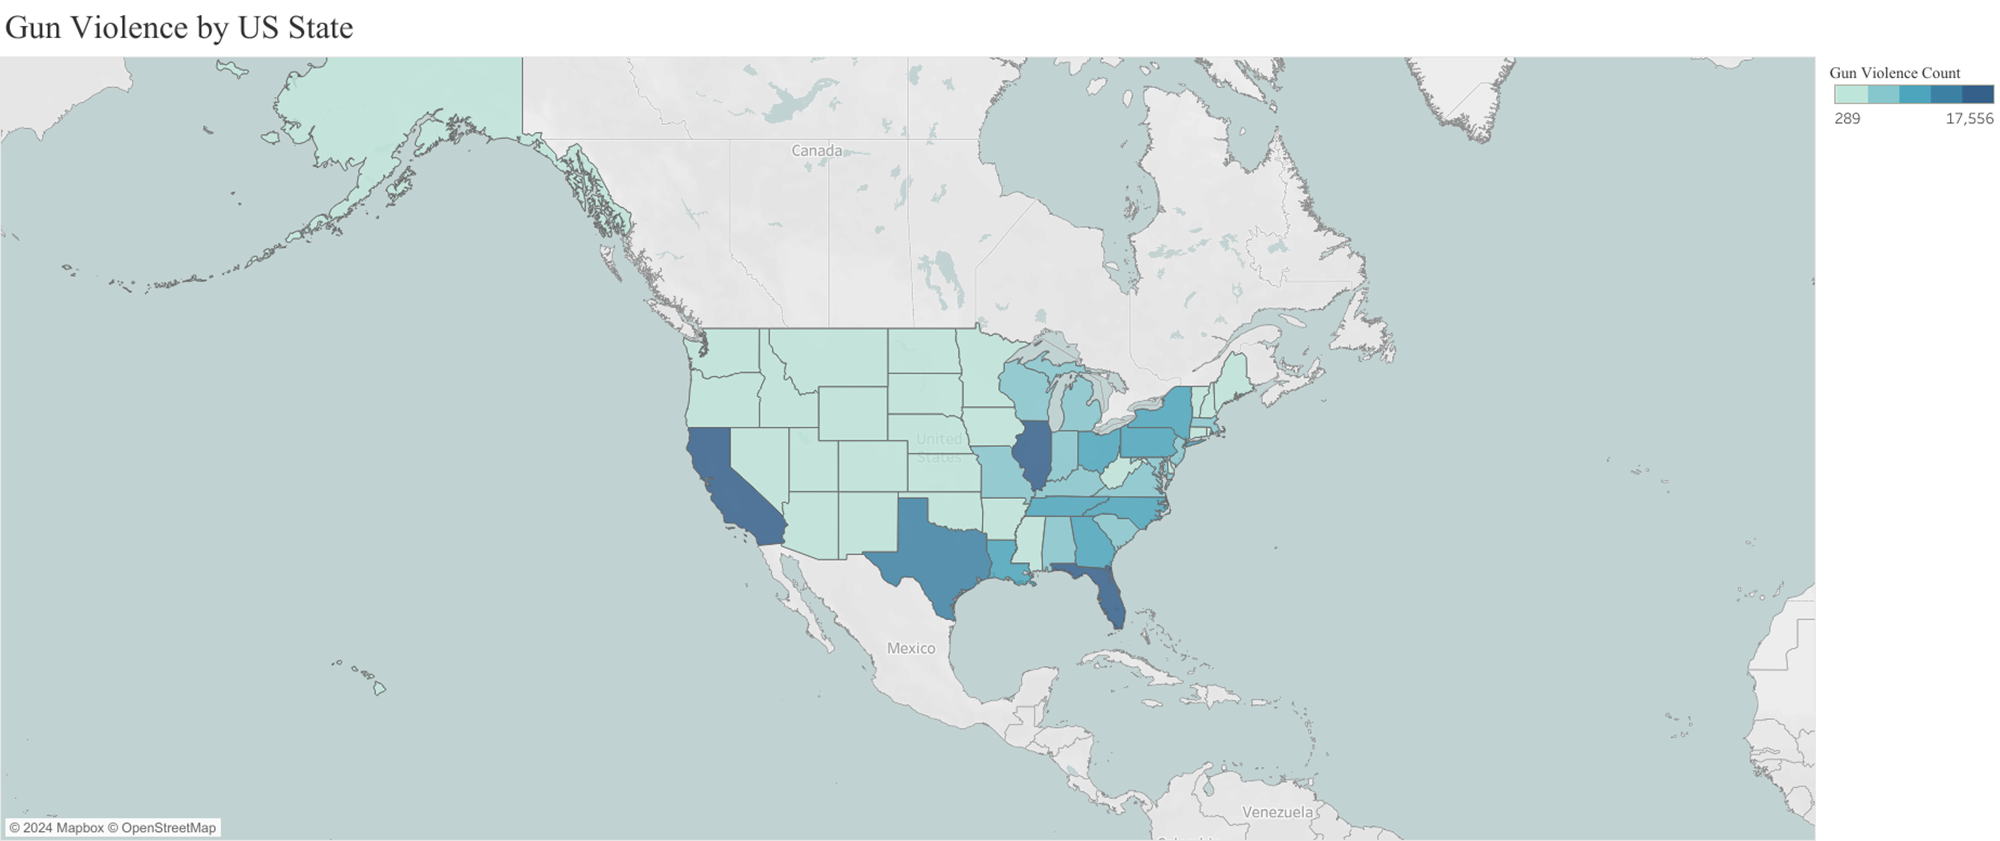 Gun Violence by US State
Gun Violence Count
289 17,556
Canada
United
States
Mexico
Venezuela
© 2024 Mapbox © OpenStreetMap